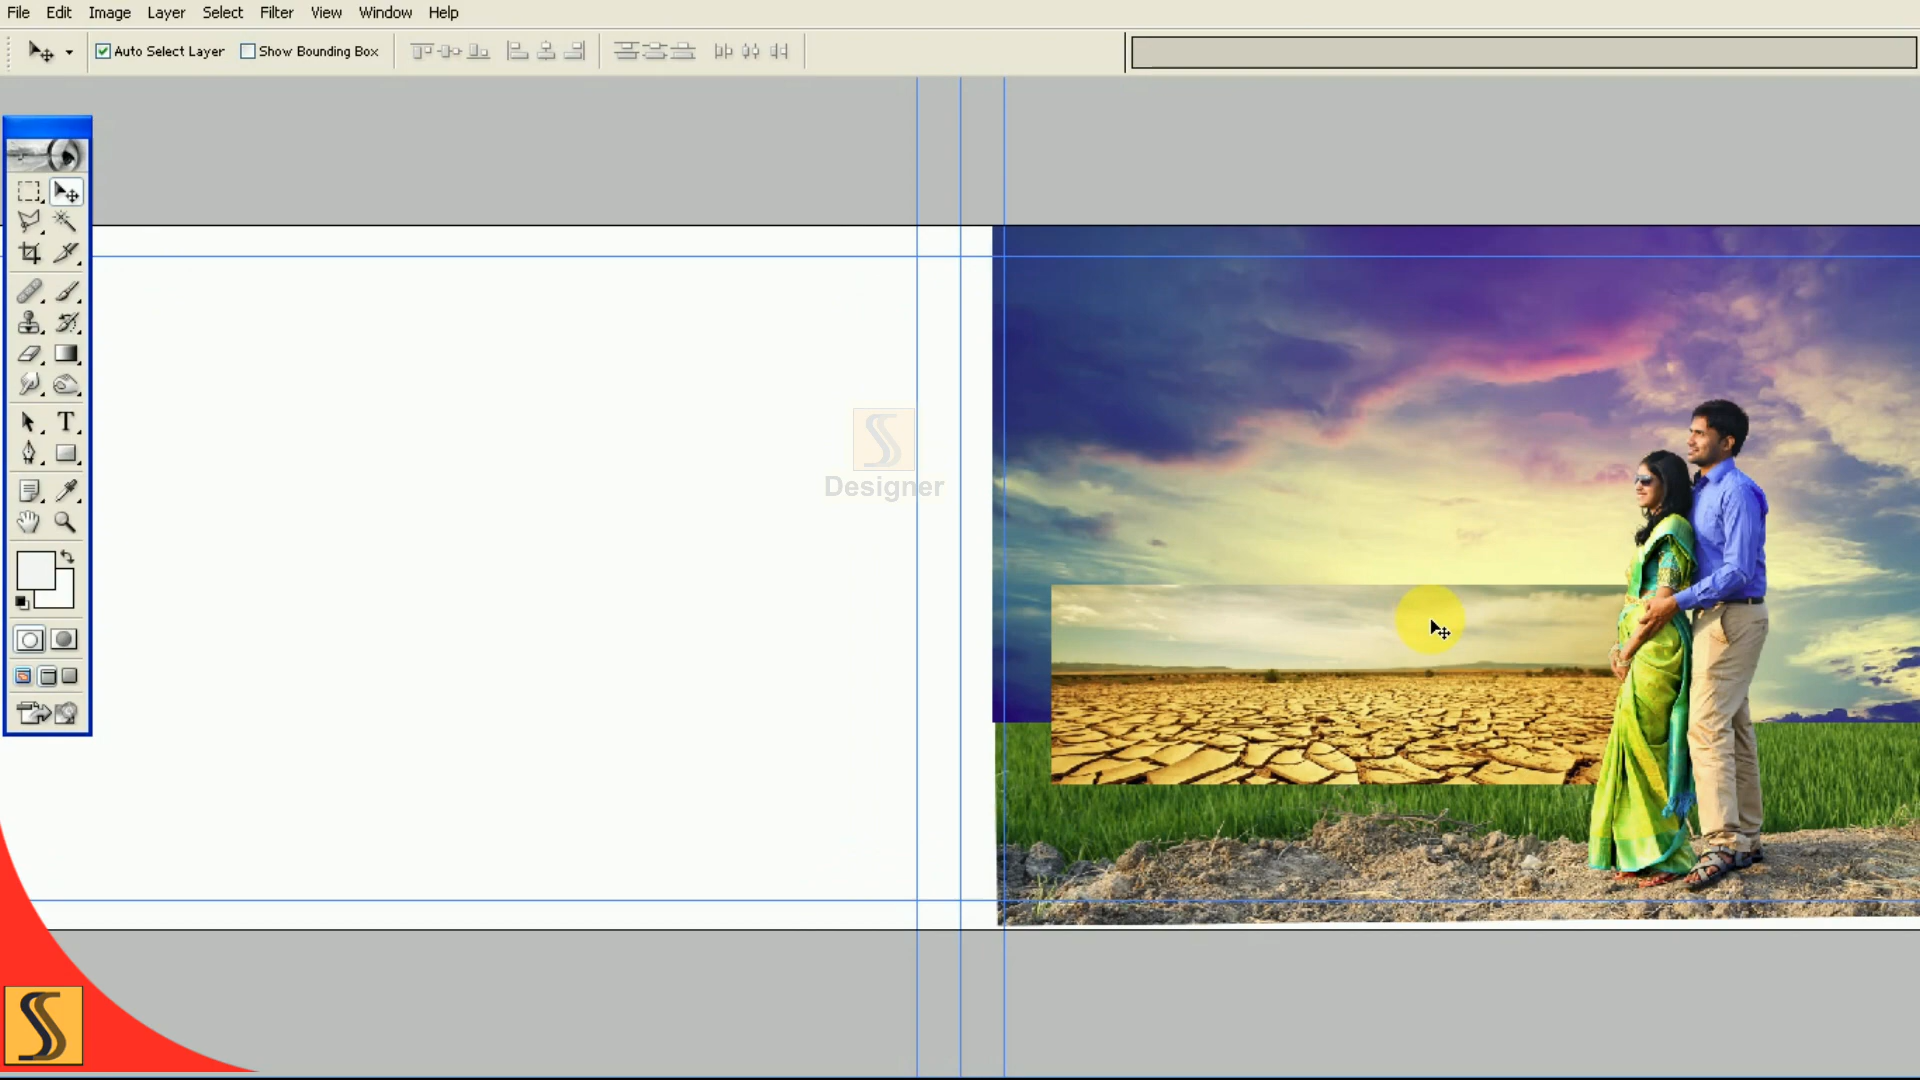 File Edit Image Layer Select Filter View Window Help
Auto Select Layer Show Bounding Box
Designer